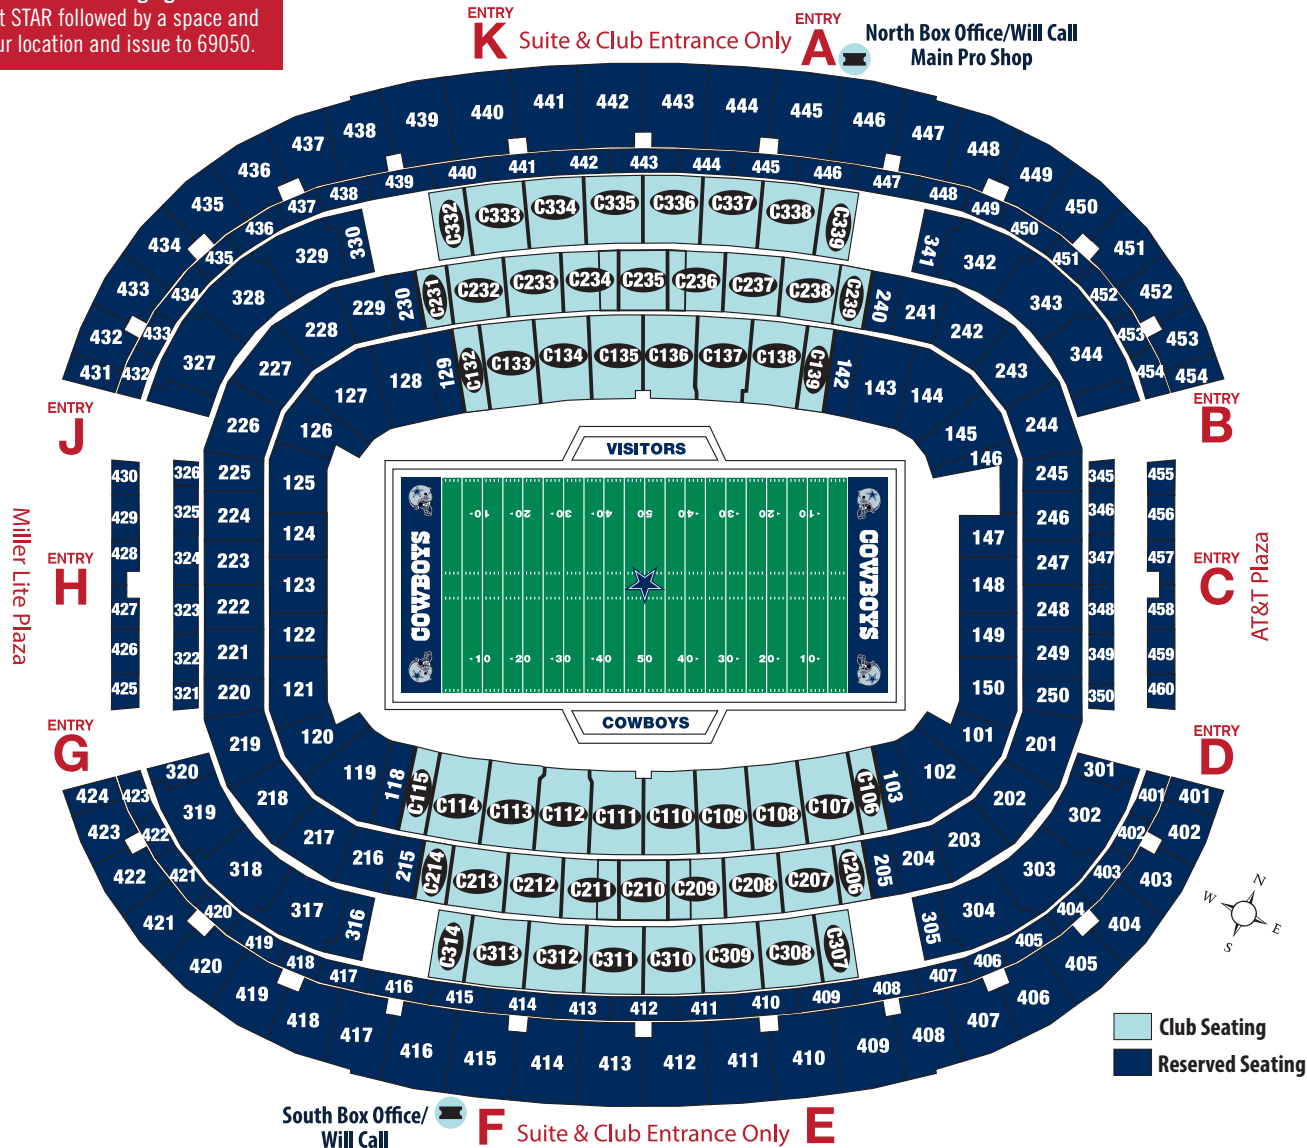 t STAR followed by a space and
ur location and issue to 69050.
ENTRY
K
Suite & Club Entrance Only
ENTRY
A
North Box Office/Will Call
Main Pro Shop
431 432 433 434 435 436 437 438 439 440 441 442 443 444 445 446 447 448 449 450 451 452 453 454
432 433 434 435 436 437 438 439 440 441 442 443 444 445 446 447 448 449 450 451 452 453 454
327 328 329 330 C332 C333 C334 C335 C336 C337 C338 C339 341 342 343 344
226 227 228 229 230 C231 C232 C233 C234 C235 C236 C237 C238 C239 240 241 242 243 244
126 127 128 129 C132 C133 C134 C135 C136 C137 C138 C139 142 143 144 145 146
ENTRY
J
ENTRY
B
Miller Lite Plaza
ENTRY
H
430 429 428 427 426 425
326 325 324 323 322 321
225 224 223 222 221 220
125 124 123 122 121
VISITORS
COWBOYS
10 20 30 40 50 40 30 20 10
10 20 30 40 50 40 30 20 10
COWBOYS
COWBOYS
147 148 149 150
245 246 247 248 249 250
345 346 347 348 349 350
455 456 457 458 459 460
ENTRY
C
AT&T Plaza
ENTRY
G
ENTRY
D
120 119 118 C115 C114 C113 C112 C111 C110 C109 C108 C107 C106 103 102 101
219 218 217 216 215 C214 C213 C212 C211 C210 C209 C208 C207 C206 205 204 203 202 201
320 319 318 317 316 C314 C313 C312 C311 C310 C309 C308 C307 305 304 303 302 301
423 422 421 420 419 418 417 416 415 414 413 412 411 410 409 408 407 406 405 404 403 402 401
424 423 422 421 420 419 418 417 416 415 414 413 412 411 410 409 408 407 406 405 404 403 402 401
N
W
E
S
Club Seating
Reserved Seating
South Box Office/
Will Call
F
Suite & Club Entrance Only
E